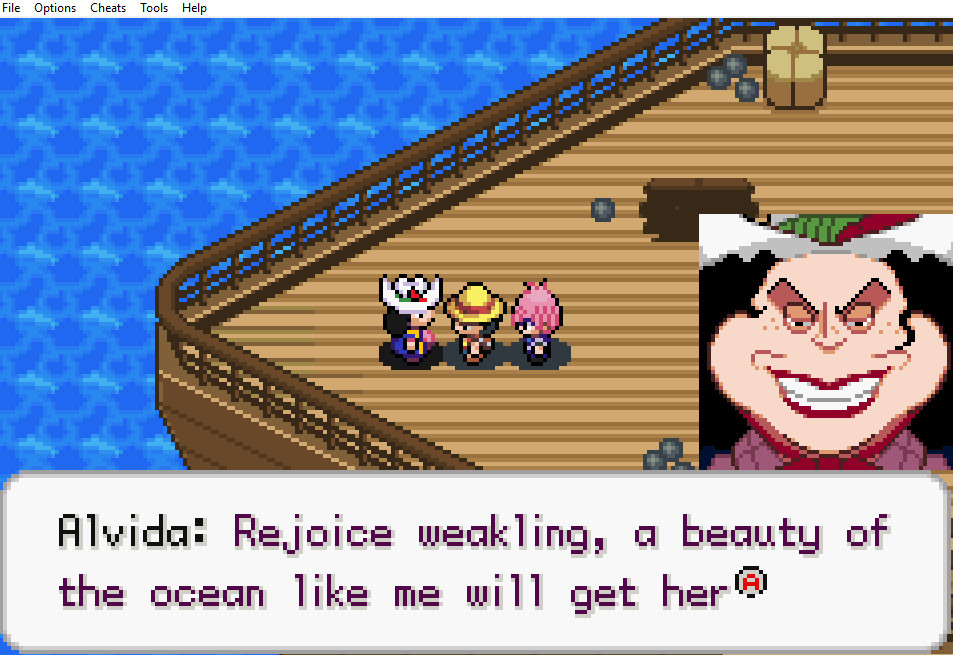 File Options Cheats Tools Help
Alvida: Rejoice weakling, a beauty of
the ocean like me will get her A